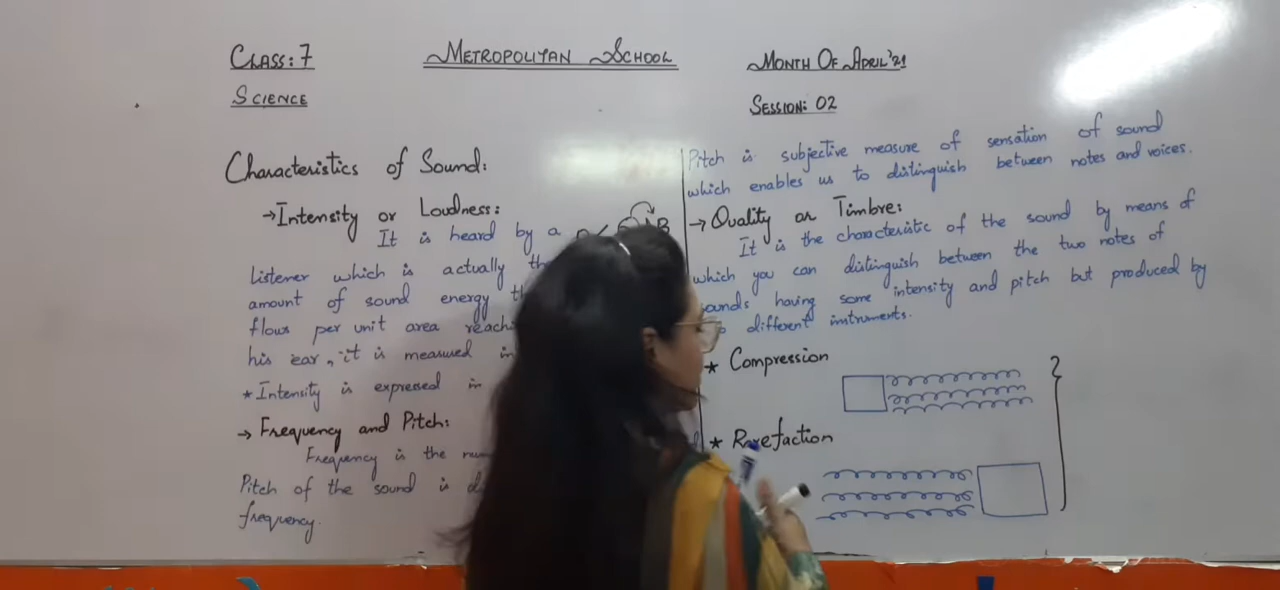 CLASS: 7
METROPOLITAN SCHOOL
MONTH OF APRIL'21
SCIENCE
SESSION: 02
Characteristics of Sound:
→ Intensity or Loudness:
It is heard by a
listener which is actually
amount of sound energy
flows per unit area
his ear, it is measured in
* Intensity is expressed in
→ Frequency and Pitch:
Frequency is the
Pitch of the sound is
frequency.
B
Pitch is subjective measure of sensation of sound
which enables us to distinguish between notes and voices.
→ Quality or Timbre:
It is the characteristic of the sound by means of
which you can distinguish between the two notes of
having same intensity and pitch but produced by
different instruments.
* Compression
* Rarefaction